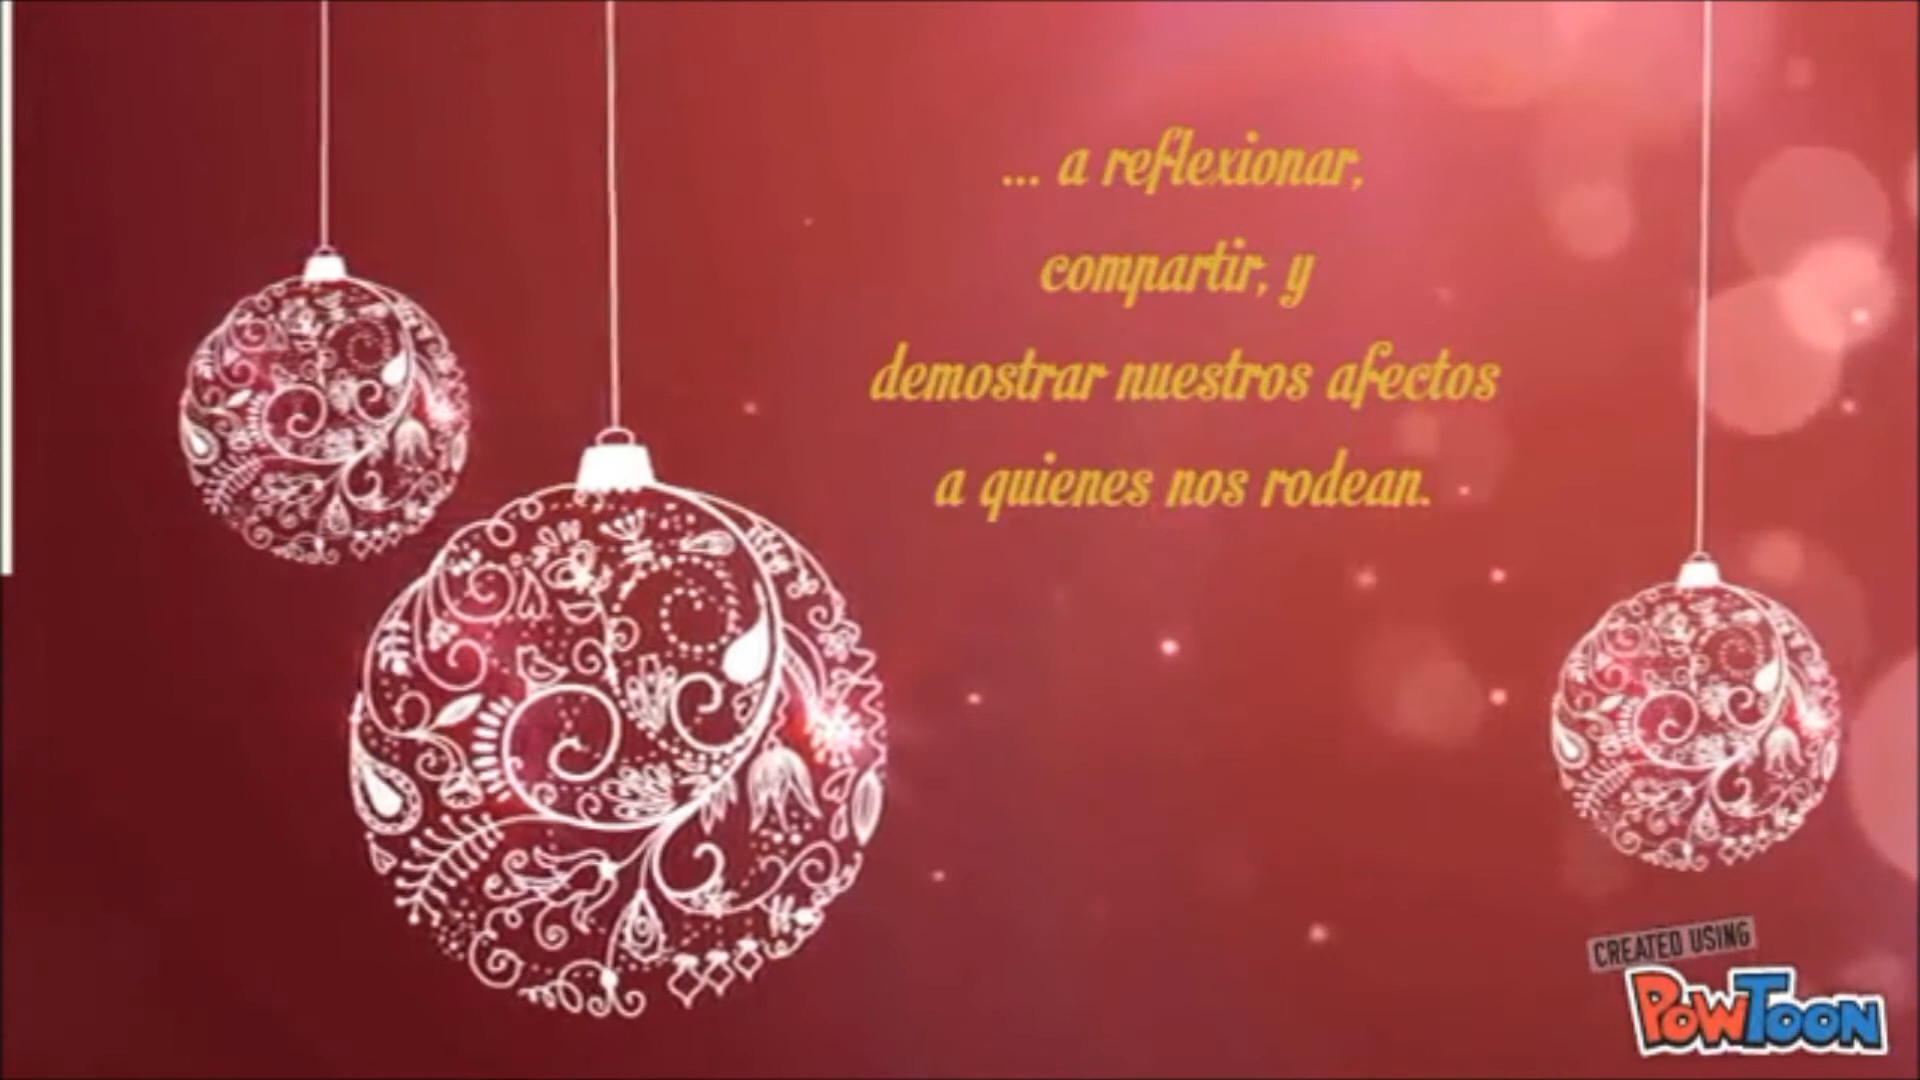 ... a reflexionar,
compartir, y
demostrar nuestros afectos
a quienes nos rodean.
CREATED USING
POWTOON